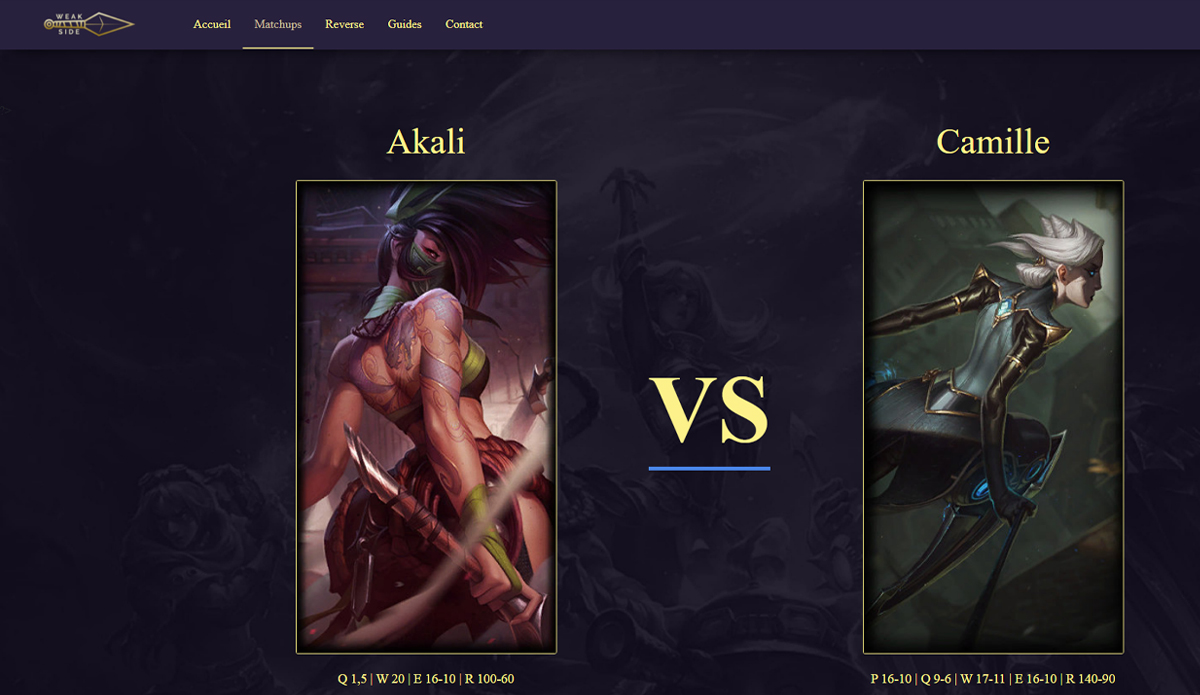 WEAK
SIDE
Accueil Matchups Reverse Guides Contact
Akali
Camille
VS
Q 1,5 | W 20 | E 16-10 | R 100-60
P 16-10 | Q 9-6 | W 17-11 | E 16-10 | R 140-90